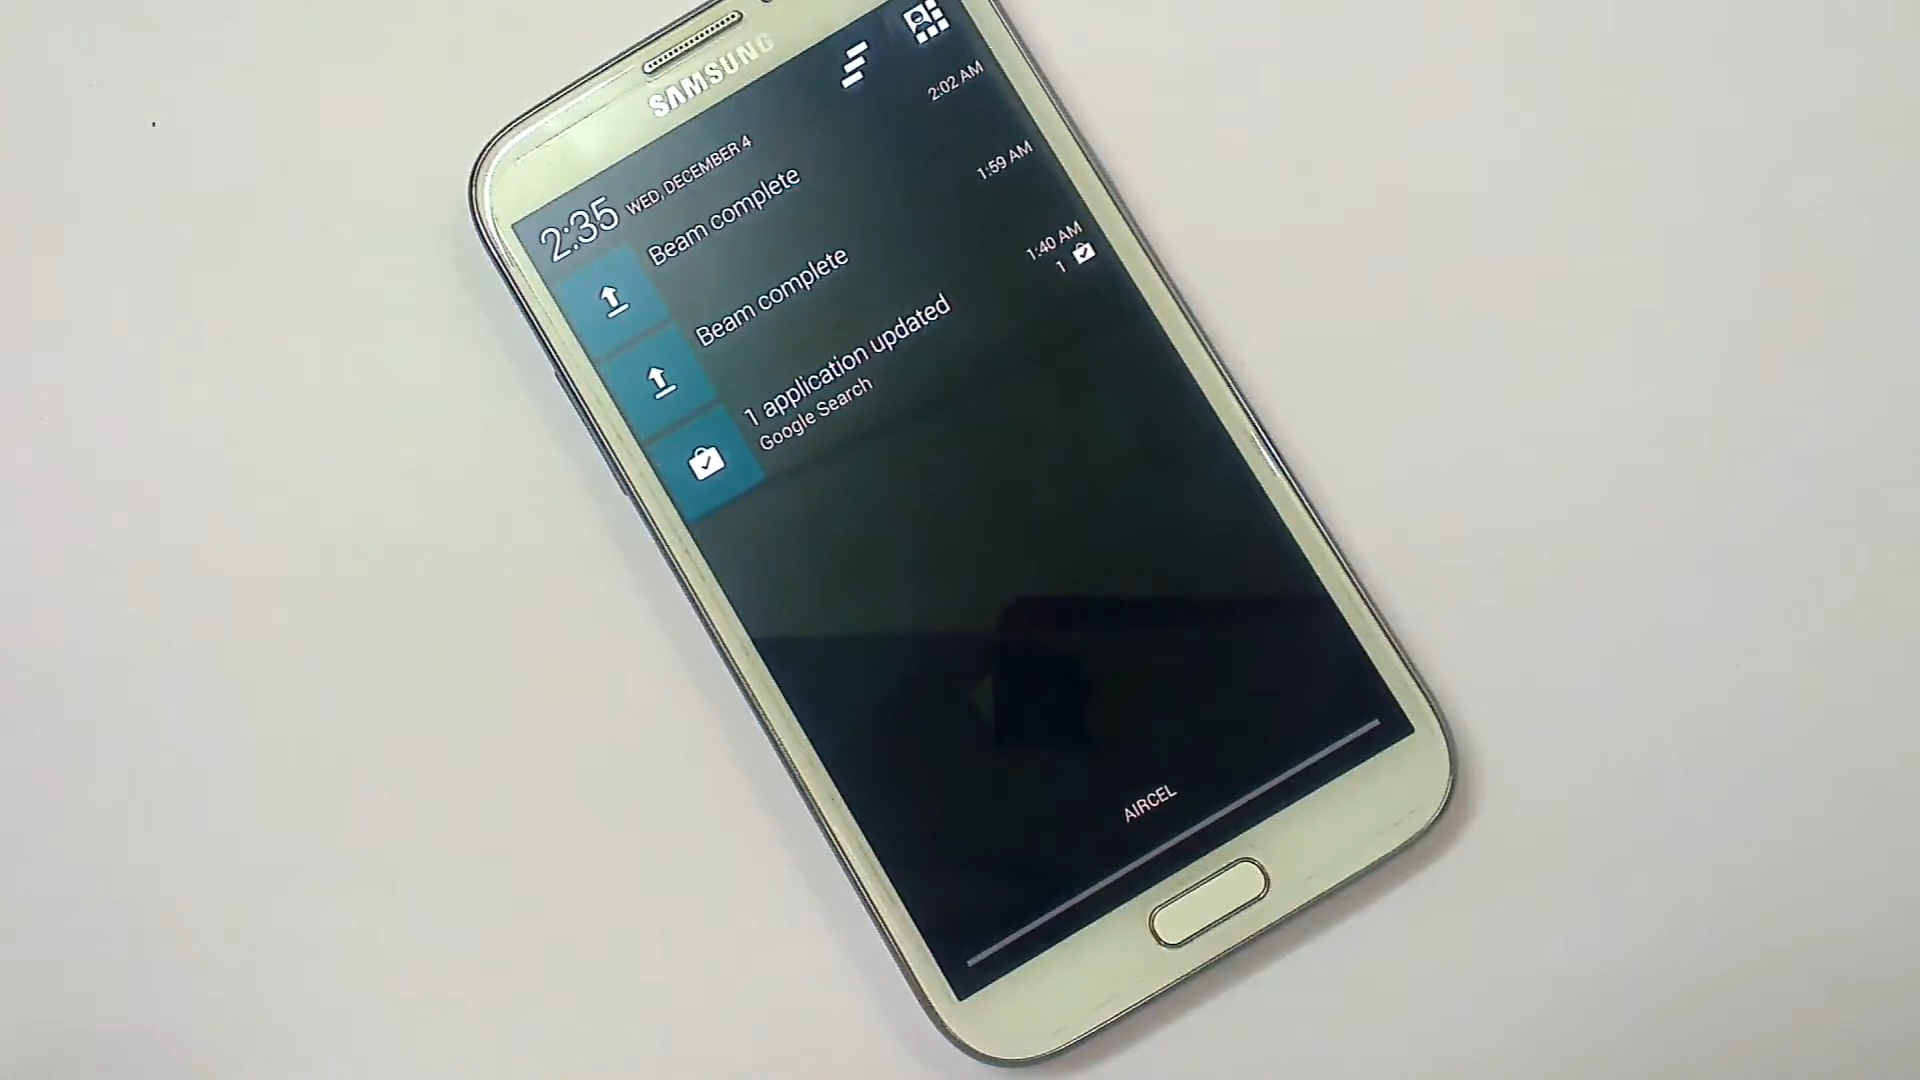 SAMSUNG
2:35 WED, DECEMBER 4
Beam complete 2:02 AM
Beam complete 1:59 AM
1 application updated 1:40 AM
Google Search 1
AIRCEL